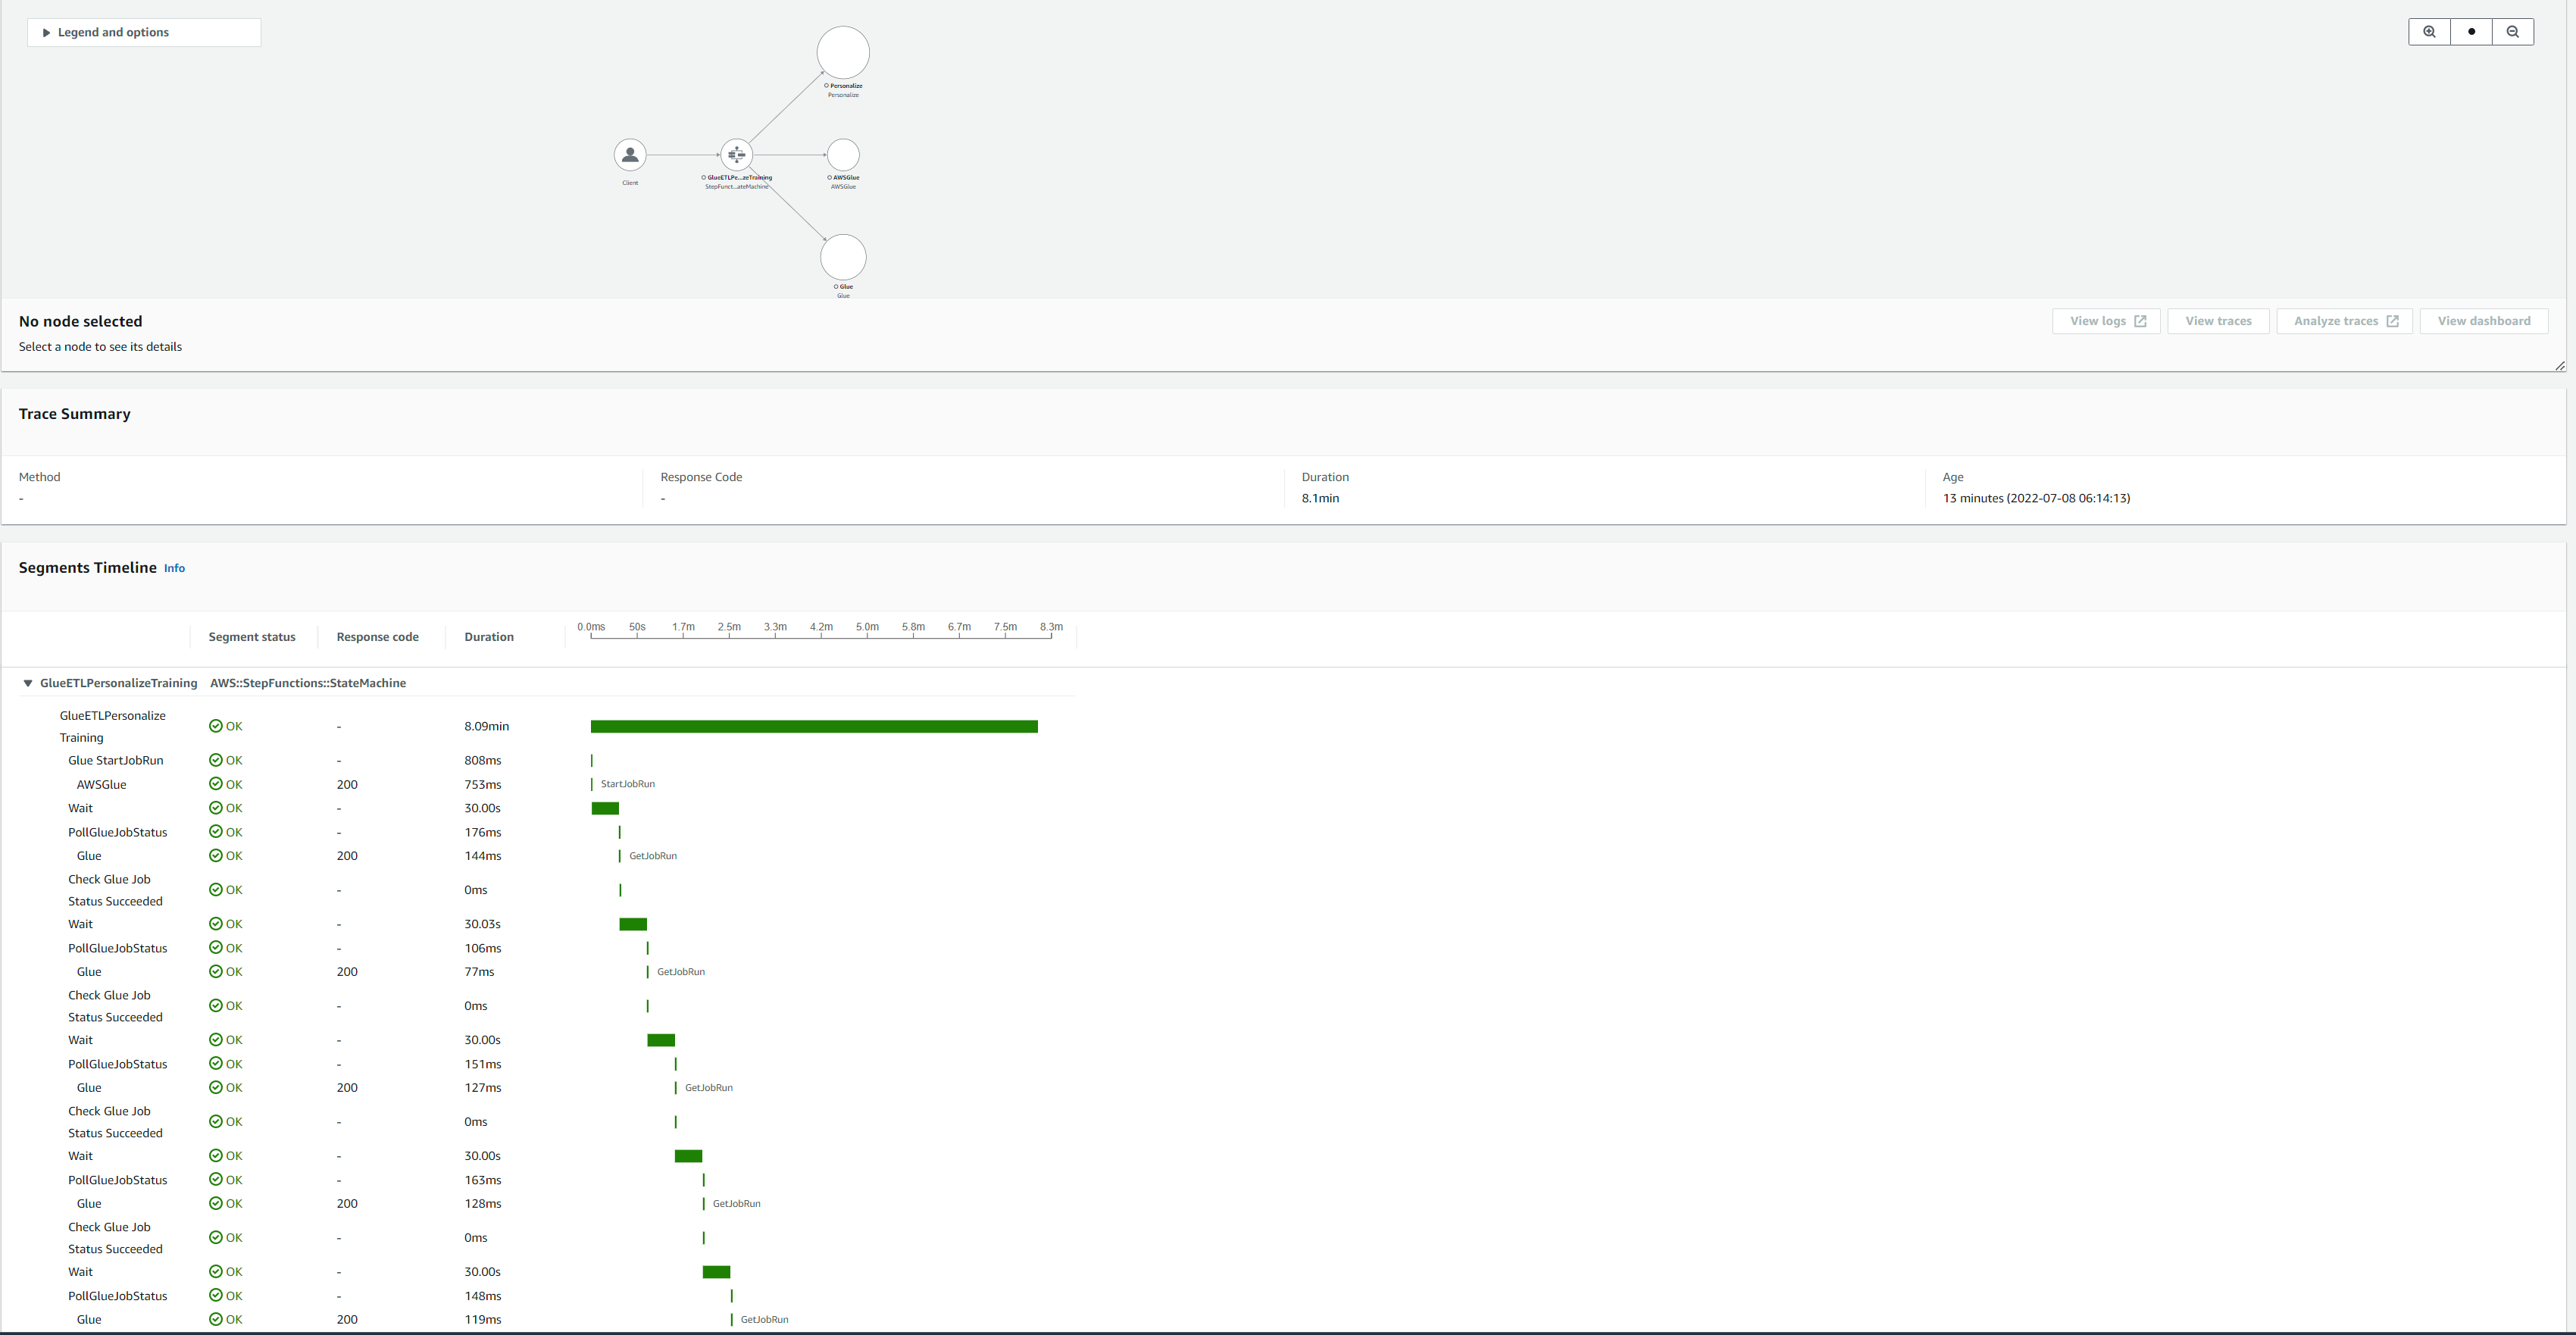 Legend and options
Personalize
Personalize
Client
GlueETLPe...zeTraining
StepFunct...ateMachine
AWSGlue
AWSGlue
Glue
Glue
No node selected
Select a node to see its details
View logs
View traces
Analyze traces
View dashboard
Trace Summary
Method
-
Response Code
-
Duration
8.1min
Age
13 minutes (2022-07-08 06:14:13)
Segments Timeline Info
Segment status Response code Duration 0.0ms 50s 1.7m 2.5m 3.3m 4.2m 5.0m 5.8m 6.7m 7.5m 8.3m
GlueETLPersonalizeTraining AWS::StepFunctions::StateMachine
GlueETLPersonalize
Training
OK - 8.09min
Glue StartJobRun OK - 808ms
AWSGlue OK 200 753ms StartJobRun
Wait OK - 30.00s
PollGlueJobStatus OK - 176ms
Glue OK 200 144ms GetJobRun
Check Glue Job
Status Succeeded
OK - 0ms
Wait OK - 30.03s
PollGlueJobStatus OK - 106ms
Glue OK 200 77ms GetJobRun
Check Glue Job
Status Succeeded
OK - 0ms
Wait OK - 30.00s
PollGlueJobStatus OK - 151ms
Glue OK 200 127ms GetJobRun
Check Glue Job
Status Succeeded
OK - 0ms
Wait OK - 30.00s
PollGlueJobStatus OK - 163ms
Glue OK 200 128ms GetJobRun
Check Glue Job
Status Succeeded
OK - 0ms
Wait OK - 30.00s
PollGlueJobStatus OK - 148ms
Glue OK 200 119ms GetJobRun